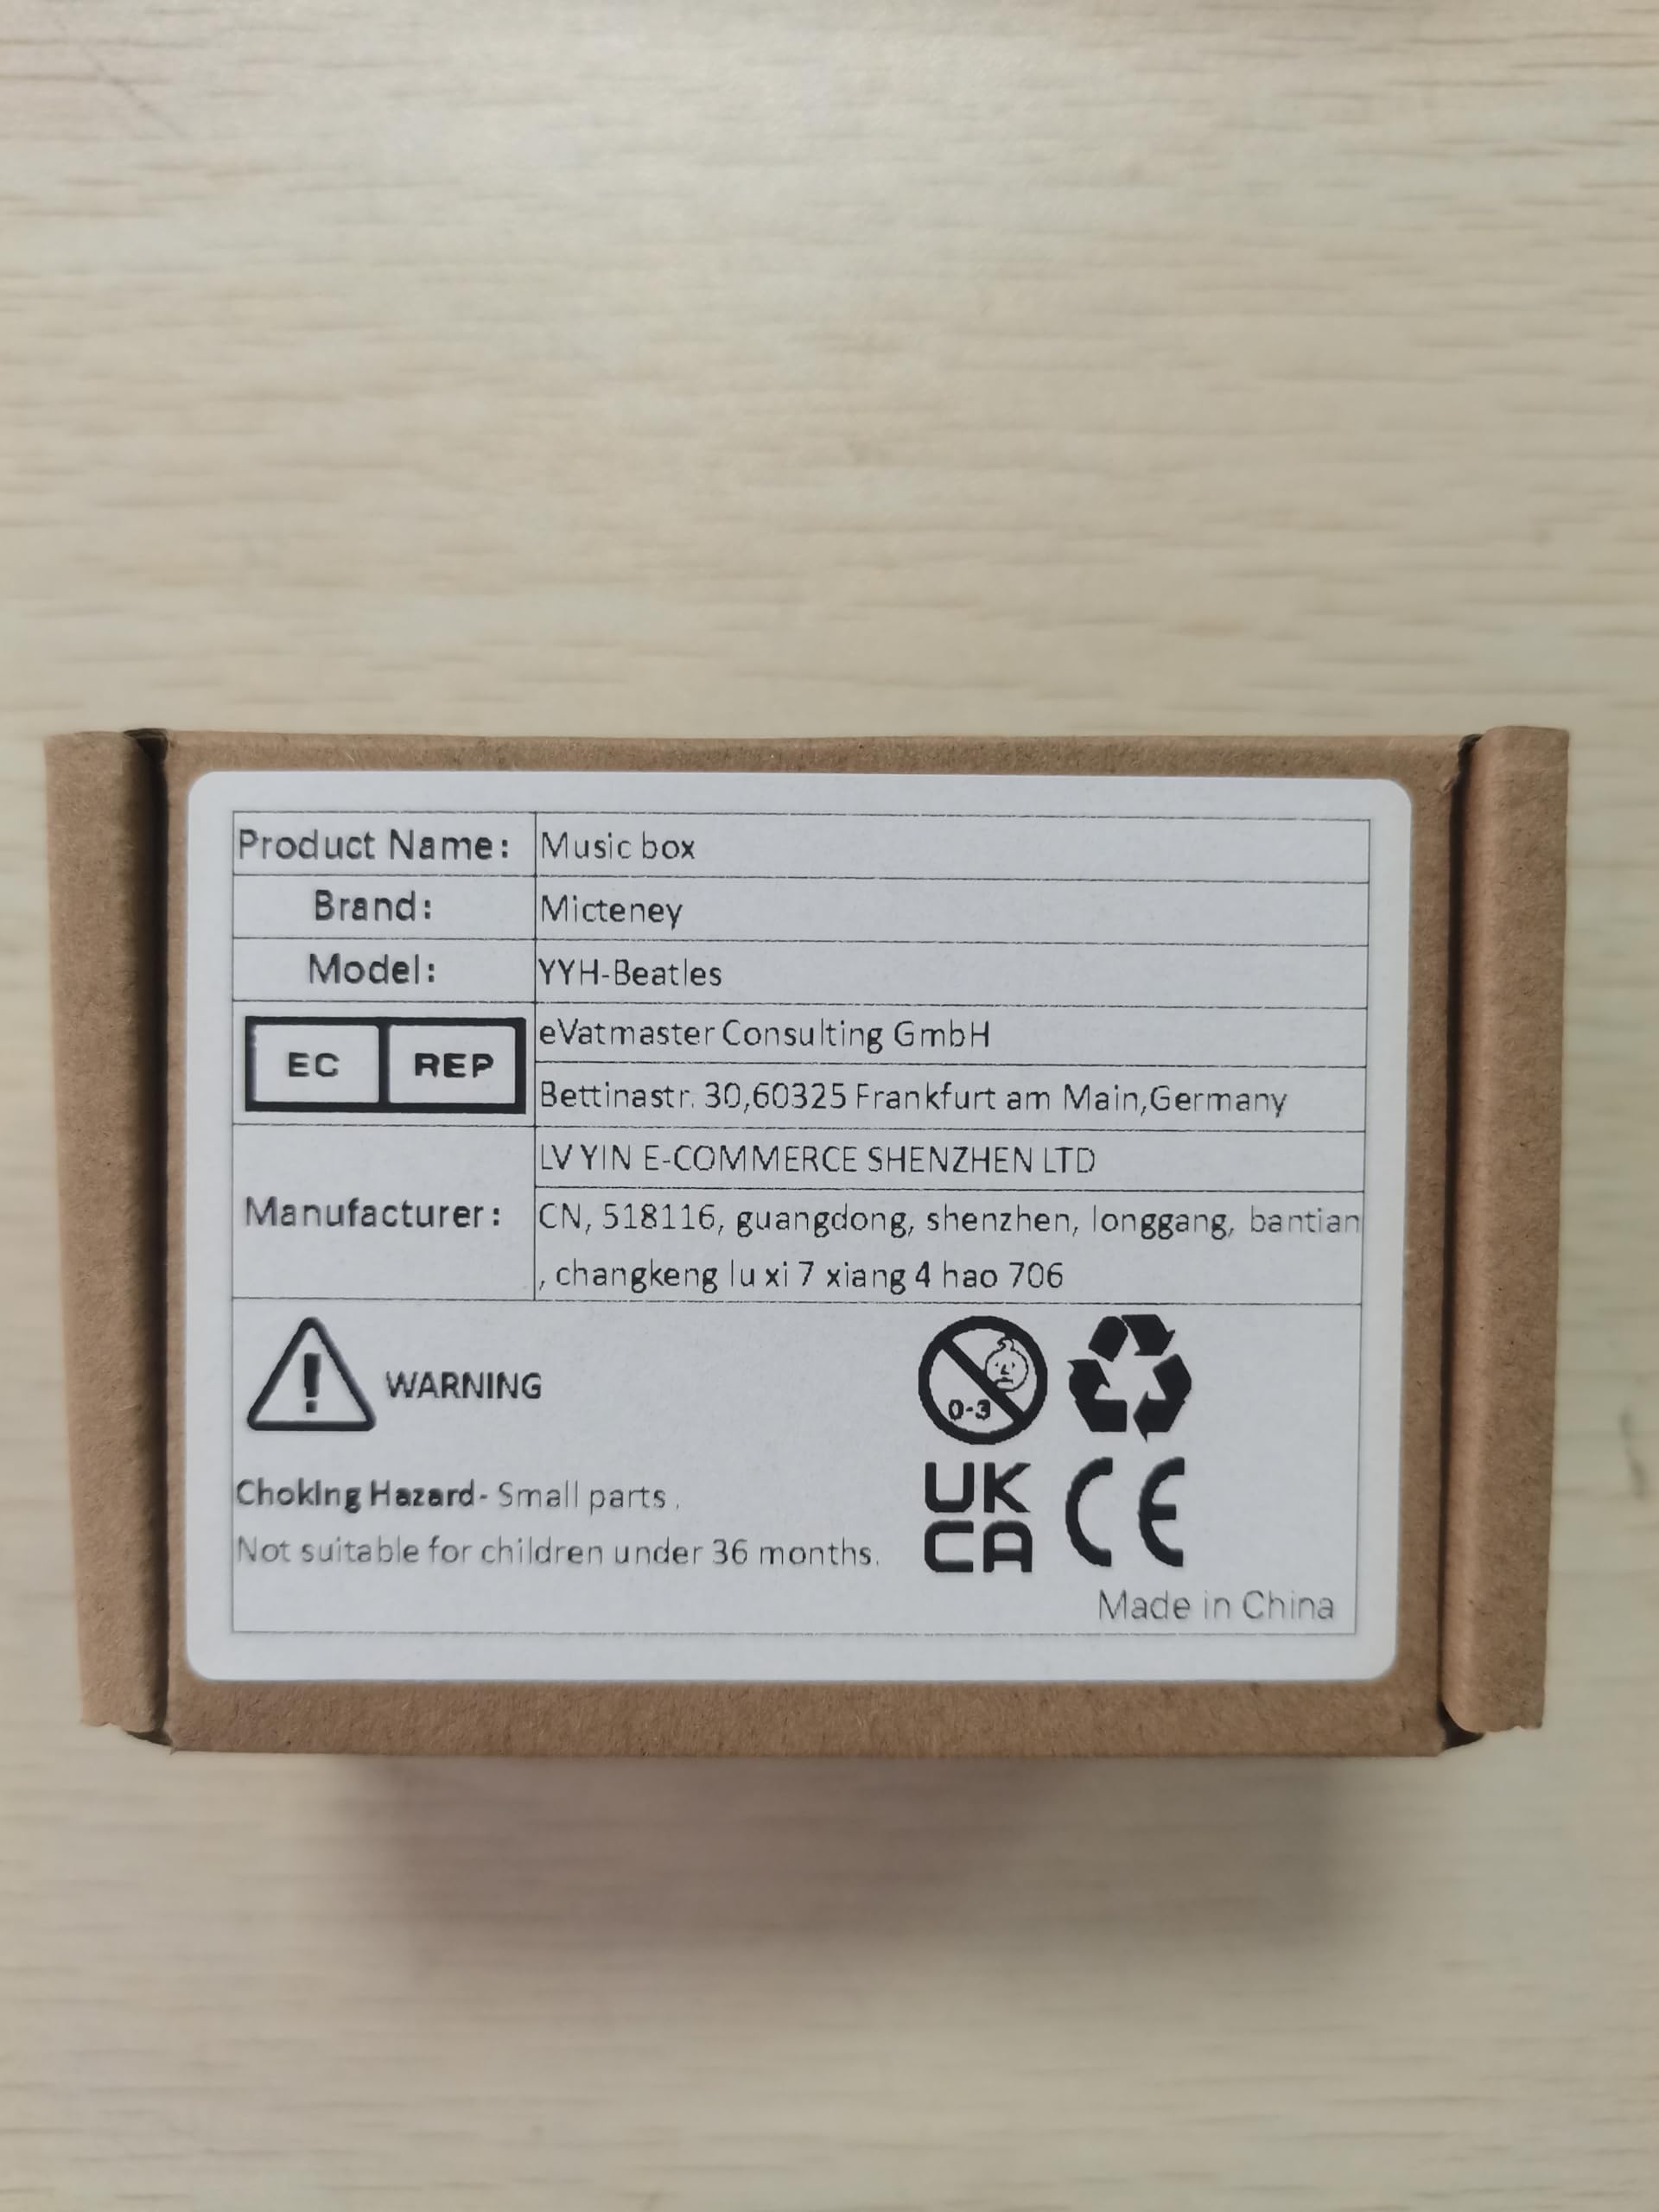 Product Name: Music box
Brand: Micteney
Model: YYH-Beatles
EC REP eVatmaster Consulting GmbH
Bettinastr. 30,60325 Frankfurt am Main,Germany
Manufacturer: LV YIN E-COMMERCE SHENZHEN LTD
CN, 518116, guangdong, shenzhen, longgang, bantian
, changkeng lu xi 7 xiang 4 hao 706
! WARNING
0-3
Choking Hazard- Small parts .
Not suitable for children under 36 months.
UK
CA CE
Made in China